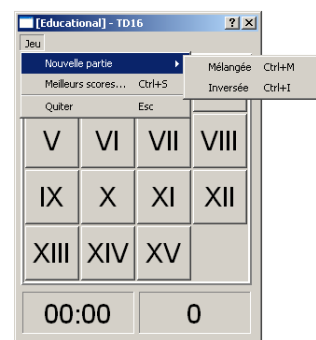 [Educational] - TD16
Jeu
Nouvelle partie
Mélangée Ctrl+M
Meilleurs scores... Ctrl+S
Inversée Ctrl+I
Quiter Esc
V VI VII VIII
IX X XI XII
XIII XIV XV
00:00 0